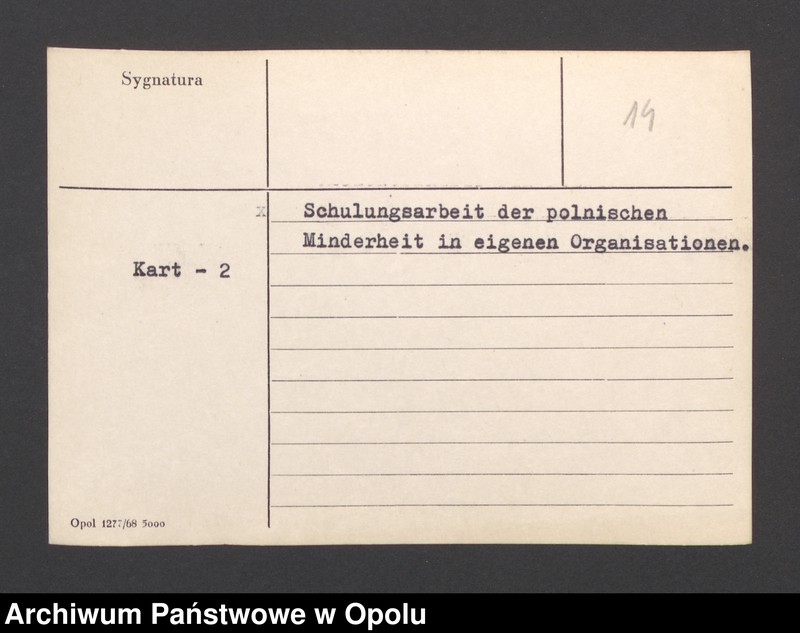 Sygnatura
14
x Schulungsarbeit der polnischen
Minderheit in eigenen Organisationen.
Kart - 2
Opol 1277/68 5000
Archiwum Państwowe w Opolu